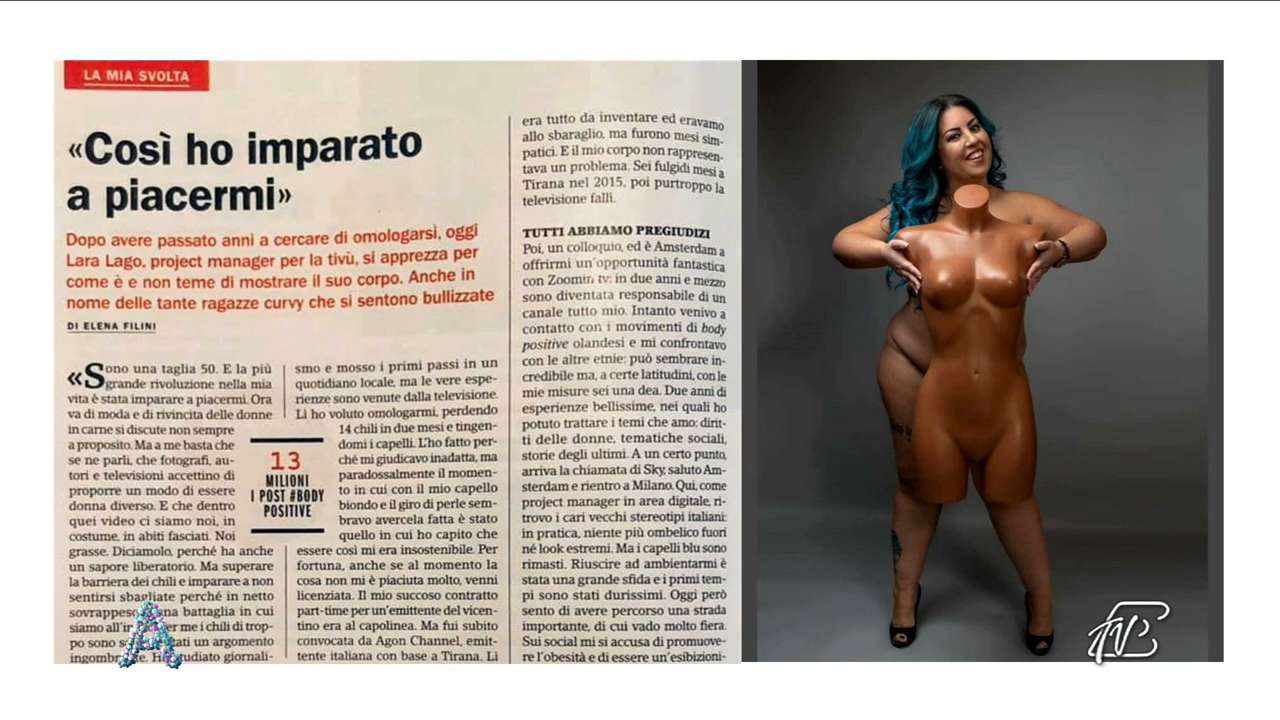 LA MIA SVOLTA
«Così ho imparato
a piacermi»
Dopo avere passato anni a cercare di omologarsi, oggi
Lara Lago, project manager per la tivù, si apprezza per
come è e non teme di mostrare il suo corpo. Anche in
nome delle tante ragazze curvy che si sentono bullizzate
DI ELENA FILINI
«Sono una taglia 50. E la più
grande rivoluzione nella mia
vita è stata imparare a piacermi. Ora
va di moda e di rivincita delle donne
in carne si discute non sempre
a proposito. Ma a me basta che
se ne parli, che fotografi, au-
tori e televisioni accettino di
proporre un modo di essere
donna diverso. E che dentro
quei video ci siamo noi, in
costume, in abiti fasciati. Noi
grasse. Diciamolo, perché ha anche
un sapore liberatorio. Ma superare
la barriera dei chili e imparare a non
sentirsi sbagliate perché in netto
sovrappeso na battaglia in cui
siamo er me i chili di trop-
po sono tati un argomento
tudiato giornali-
smo e mosso i primi passi in un
quotidiano locale, ma le vere espe-
rienze sono venute dalla televisione.
Lì ho voluto omologarmi, perdendo
14 chili in due mesi e tingen-
domi i capelli. L'ho fatto per-
ché mi giudicavo inadatta, ma
paradossalmente il momen-
to in cui con il mio capello
biondo e il giro di perle sem-
bravo avercela fatta è stato
quello in cui ho capito che
essere così mi era insostenibile. Per
fortuna, anche se al momento la
cosa non mi è piaciuta molto, venni
licenziata. Il mio succoso contratto
part-time per un'emittente del vicen-
tino era al capolinea. Ma fui subito
convocata da Agon Channel, emit-
tente italiana con base a Tirana. Lì
13
MILIONI
I POST #BODY
POSITIVE
era tutto da inventare ed eravamo
allo sbaraglio, ma furono mesi sim-
patici. E il mio corpo non rappresen-
tava un problema. Sei fulgidi mesi a
Tirana nel 2015, poi purtroppo la
televisione fallì.
TUTTI ABBIAMO PREGIUDIZI
Poi, un colloquio, ed è Amsterdam a
offrirmi un'opportunità fantastica
con Zoomin tv: in due anni e mezzo
sono diventata responsabile di un
canale tutto mio. Intanto venivo a
contatto con i movimenti di body
positive olandesi e mi confrontavo
con le altre etnie: può sembrare in-
credibile ma, a certe latitudini, con le
mie misure sei una dea. Due anni di
esperienze bellissime, nei quali ho
potuto trattare i temi che amo: dirit-
ti delle donne, tematiche sociali,
storie degli ultimi. A un certo punto,
arriva la chiamata di Sky, saluto Am-
sterdam e rientro a Milano. Qui, come
project manager in area digitale, ri-
trovo i cari vecchi stereotipi italiani:
in pratica, niente più ombelico fuori
né look estremi. Ma i capelli blu sono
rimasti. Riuscire ad ambientarmi è
stata una grande sfida e i primi tem-
pi sono stati durissimi. Oggi però
sento di avere percorso una strada
importante, di cui vado molto fiera.
Sui social mi si accusa di promuove-
re l'obesità e di essere un'esibizioni-
A